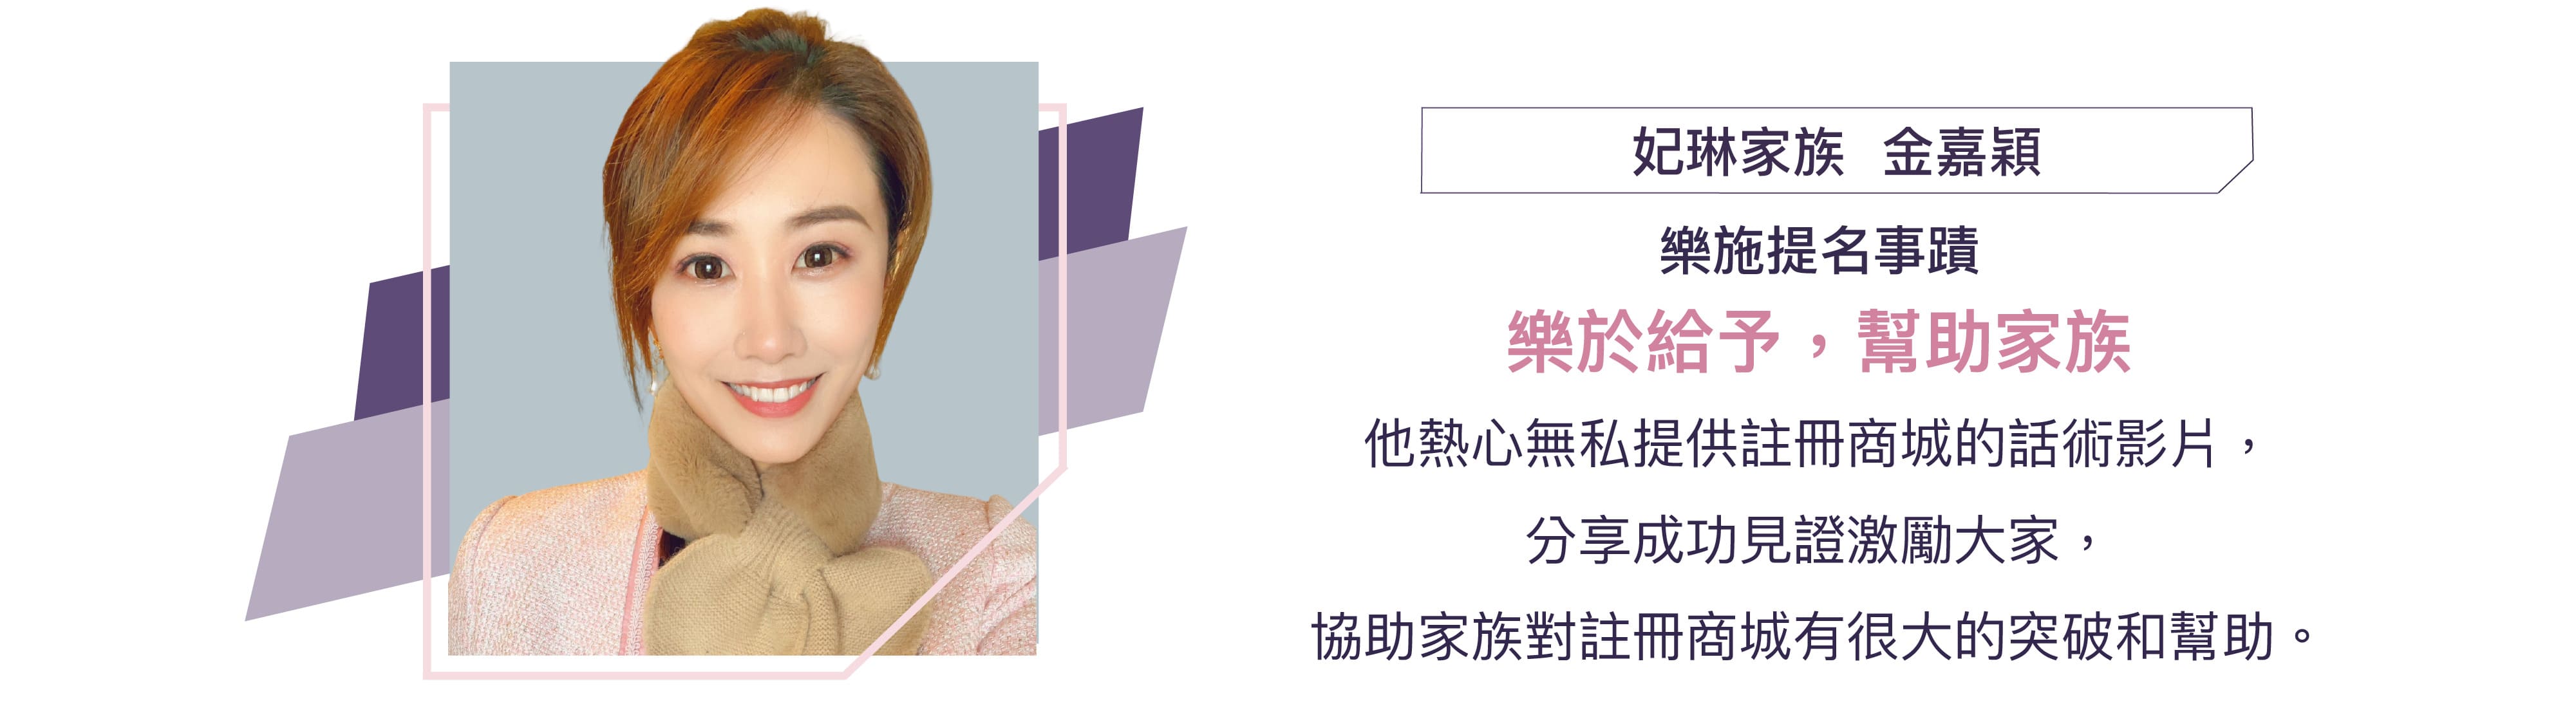 妃琳家族 金嘉穎
樂施提名事蹟
樂於給予，幫助家族
他熱心無私提供註冊商城的話術影片，
分享成功見證激勵大家，
協助家族對註冊商城有很大的突破和幫助。